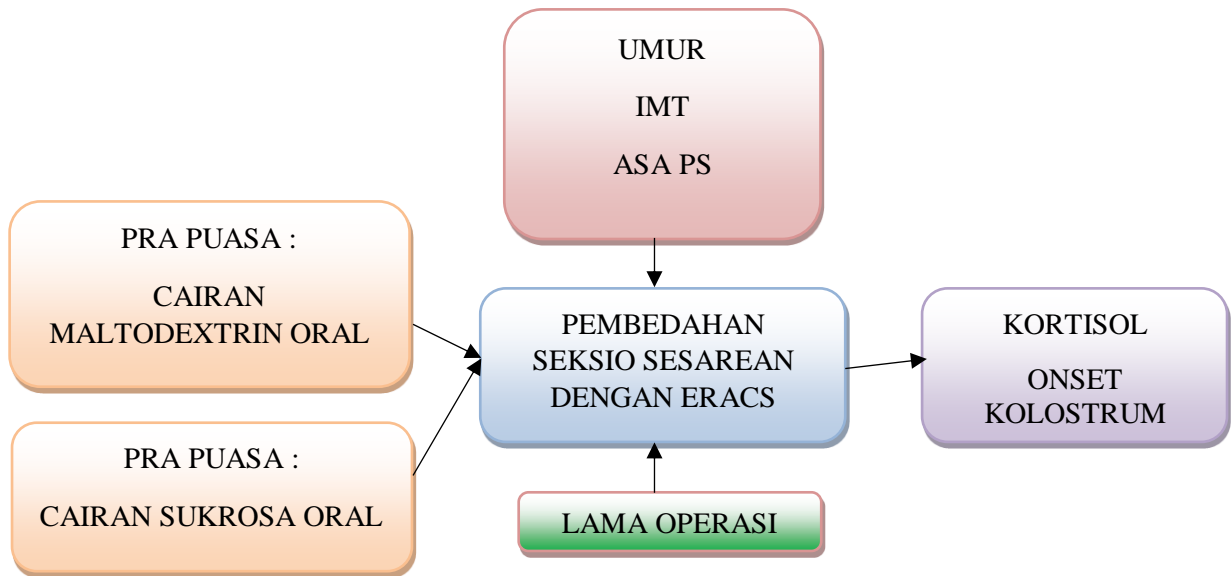 UMUR
IMT
ASA PS
PRA PUASA :
CAIRAN
MALTODEXTRIN ORAL
PRA PUASA :
CAIRAN SUKROSA ORAL
PEMBEDAHAN
SEKSIO SESAREAN
DENGAN ERACS
LAMA OPERASI
KORTISOL
ONSET
KOLOSTRUM